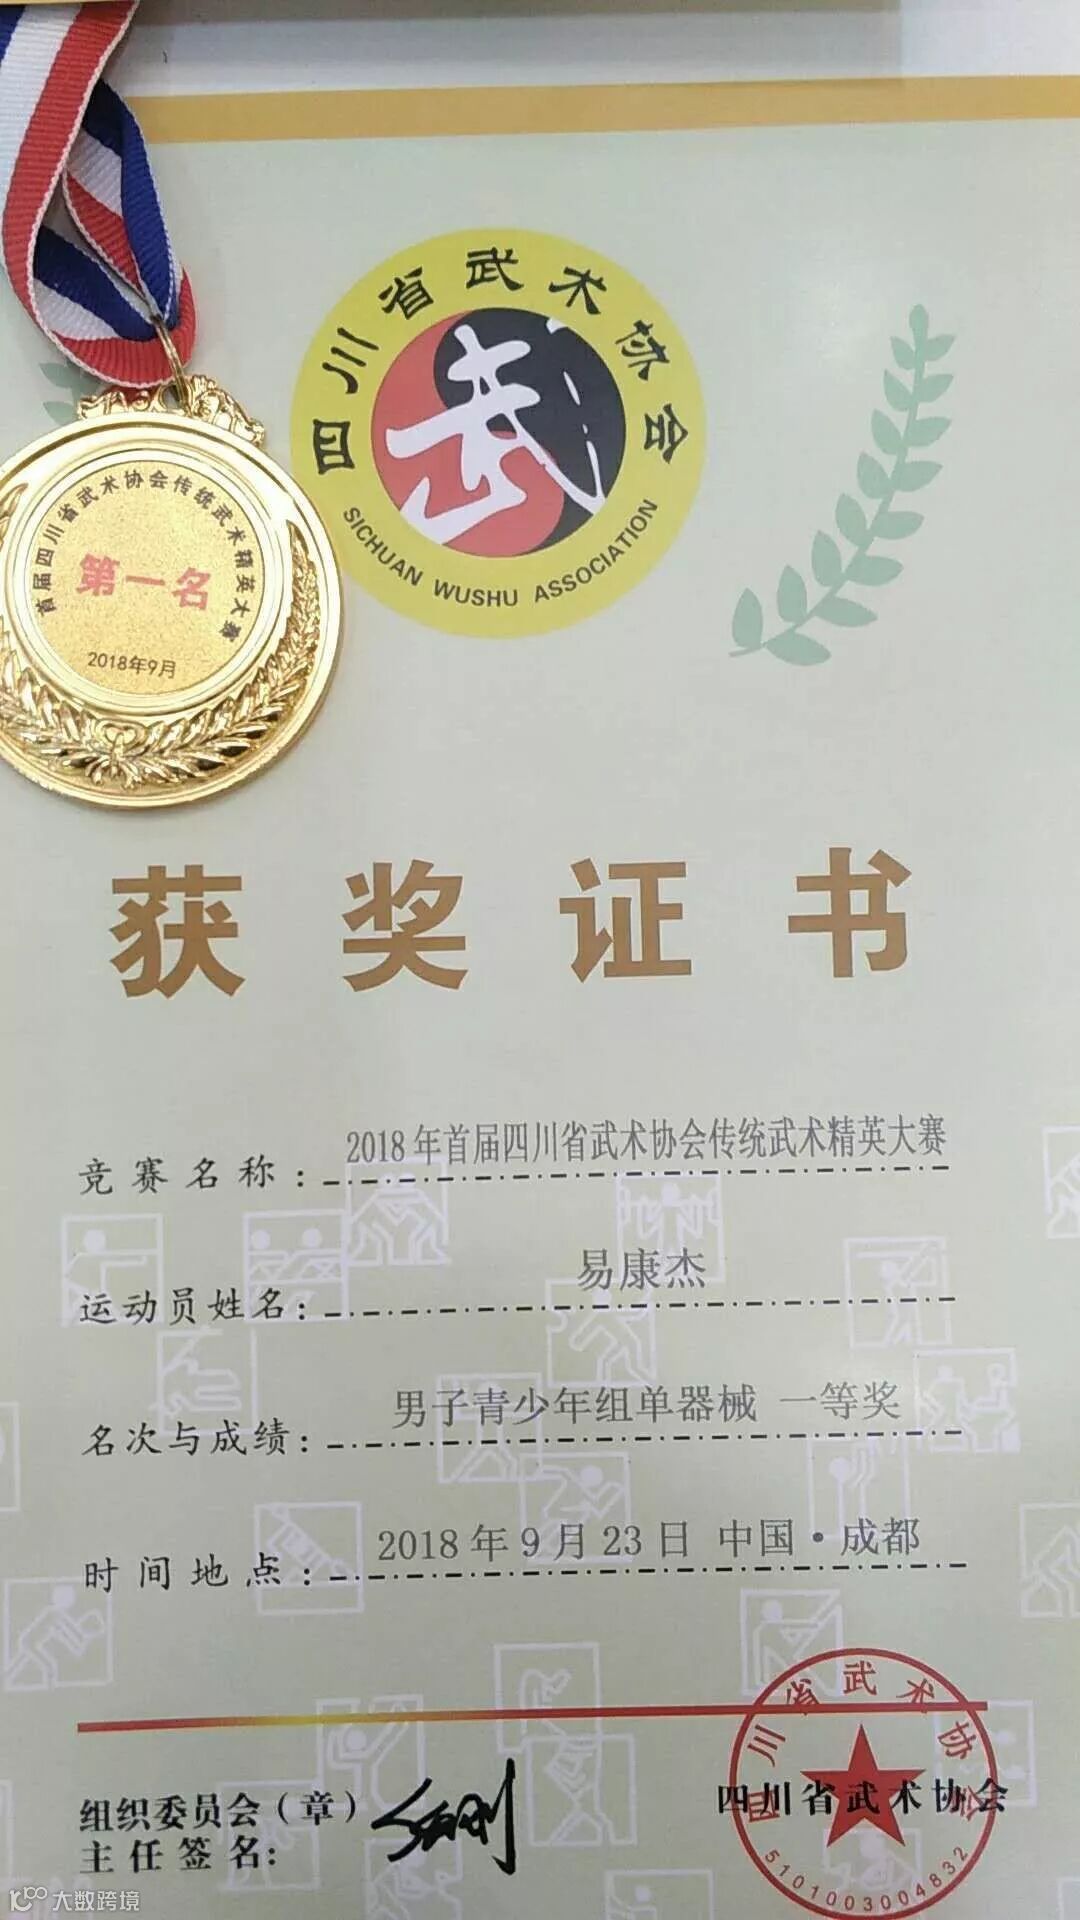 四川省武术协会
武
SICHUAN WUSHU ASSOCIATION
首届四川省武术协会传统武术精英大赛
第一名
2018年9月
获奖证书
竞赛名称：2018年首届四川省武术协会传统武术精英大赛
运动员姓名：易康杰
名次与成绩：男子青少年组单器械 一等奖
时间地点：2018年9月23日 中国·成都
组织委员会（章）
主任签名：
四川省武术协会
四川省武术协会
5101003004832
大数跨境